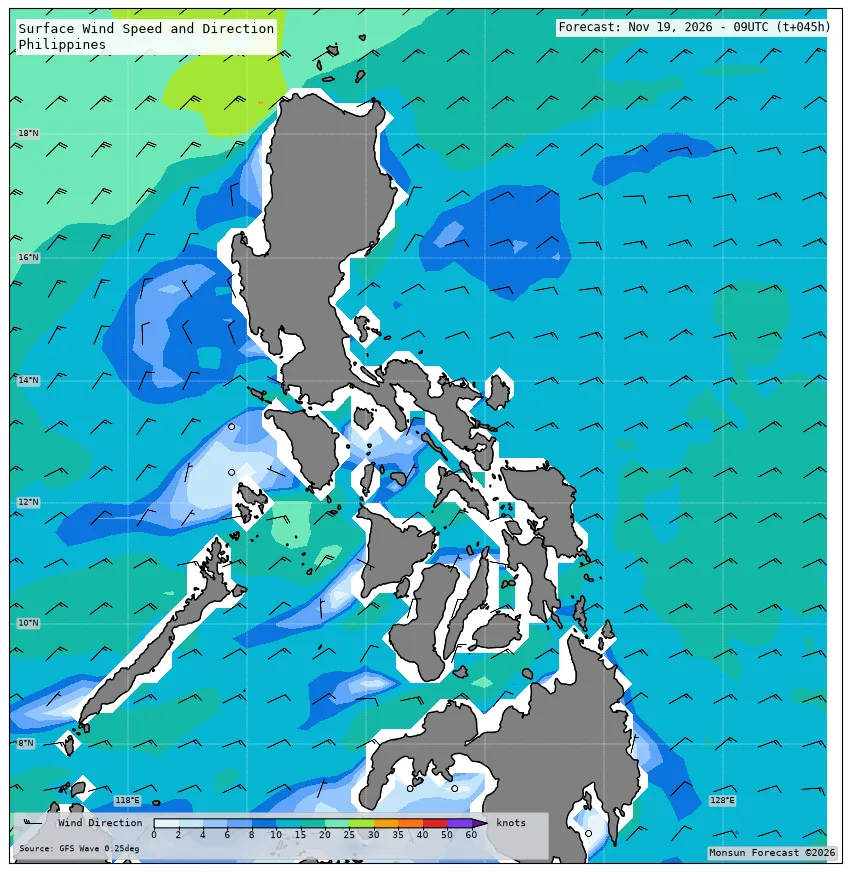 Surface Wind Speed and Direction
Philippines
Forecast: Nov 19, 2026 - 09UTC (t+045h)
18°N
16°N
14°N
12°N
10°N
8°N
118°E
128°E
Wind Direction
0 2 4 6 8 10 15 20 25 30 35 40 50 60
knots
Source: GFS Wave 0.25deg
Monsun Forecast ©2026